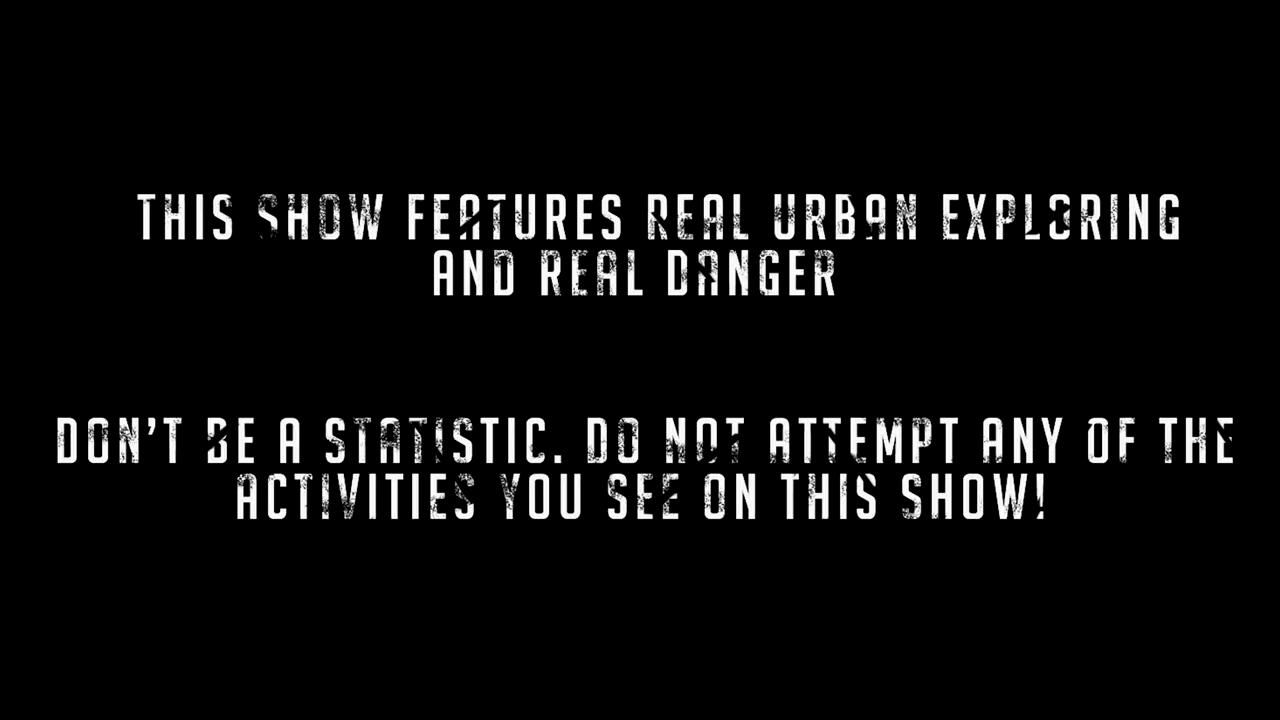 THIS SHOW FEATURES REAL URBAN EXPLORING
AND REAL DANGER
DON'T BE A STATISTIC. DO NOT ATTEMPT ANY OF THE
ACTIVITIES YOU SEE ON THIS SHOW!